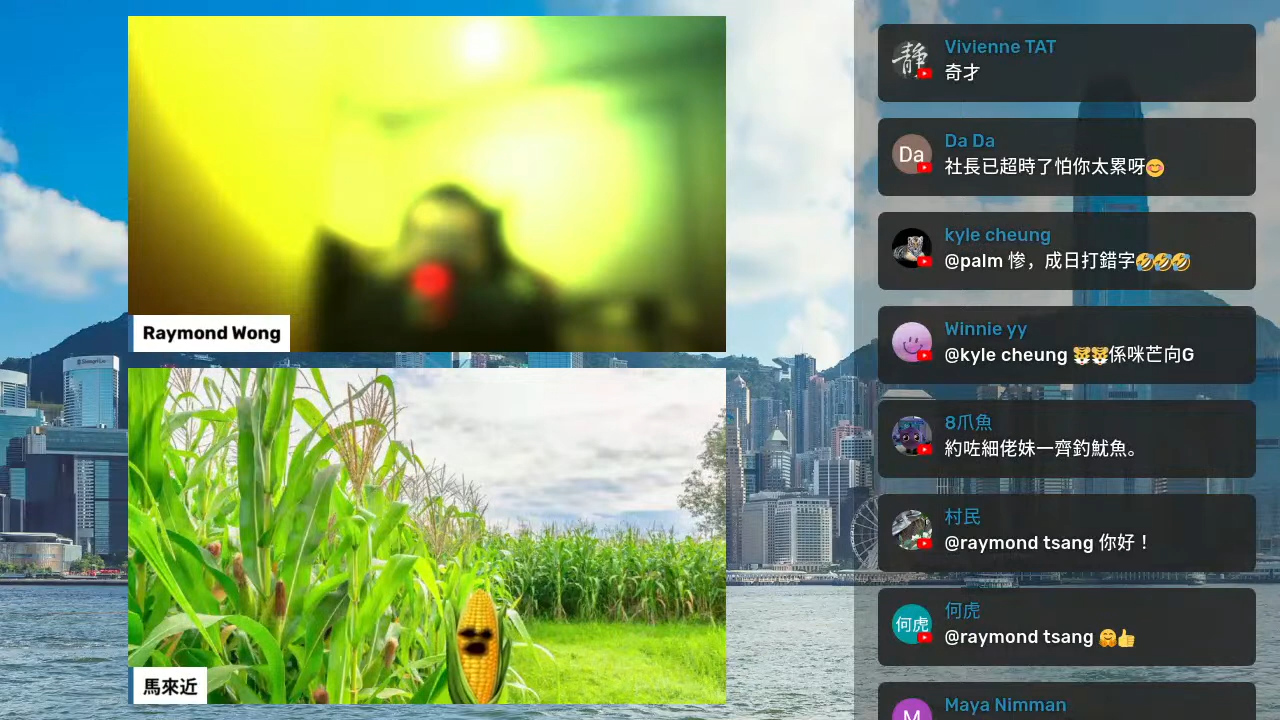 Raymond Wong
馬來近
Vivienne TAT
奇才
Da
Da Da
社長已超時了怕你太累呀😊
kyle cheung
@palm 慘，成日打錯字🤣🤣🤣
Winnie yy
@kyle cheung 🐯🐯係咪芒向G
8爪魚
約咗細佬妹一齊釣魷魚。
村民
@raymond tsang 你好！
何虎
何虎
@raymond tsang 🤗👍
M
Maya Nimman